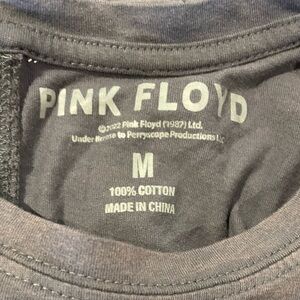 PINK FLOYD
©2022 Pink Floyd (1987) Ltd.
Under license to Perryscope Productions LLC
M
100% COTTON
MADE IN CHINA